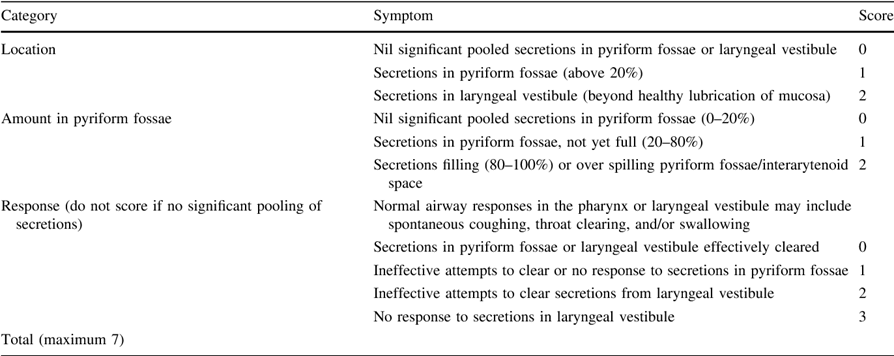 Category Symptom Score
Location Nil significant pooled secretions in pyriform fossae or laryngeal vestibule 0
Secretions in pyriform fossae (above 20%) 1
Secretions in laryngeal vestibule (beyond healthy lubrication of mucosa) 2
Amount in pyriform fossae Nil significant pooled secretions in pyriform fossae (0–20%) 0
Secretions in pyriform fossae, not yet full (20–80%) 1
Secretions filling (80–100%) or over spilling pyriform fossae/interarytenoid 2
space
Response (do not score if no significant pooling of Normal airway responses in the pharynx or laryngeal vestibule may include
secretions) spontaneous coughing, throat clearing, and/or swallowing
Secretions in pyriform fossae or laryngeal vestibule effectively cleared 0
Ineffective attempts to clear or no response to secretions in pyriform fossae 1
Ineffective attempts to clear secretions from laryngeal vestibule 2
No response to secretions in laryngeal vestibule 3
Total (maximum 7)